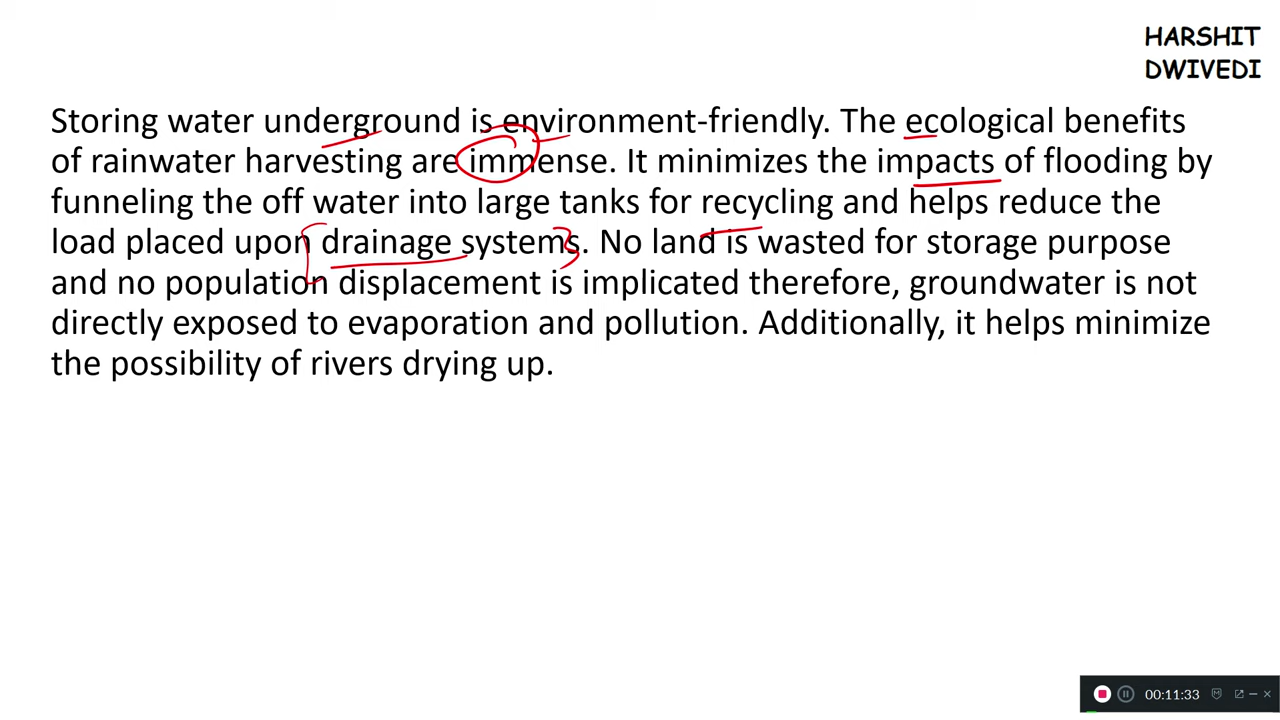 HARSHIT
DWIVEDI
Storing water underground is environment-friendly. The ecological benefits
of rainwater harvesting are immense. It minimizes the impacts of flooding by
funneling the off water into large tanks for recycling and helps reduce the
load placed upon drainage systems. No land is wasted for storage purpose
and no population displacement is implicated therefore, groundwater is not
directly exposed to evaporation and pollution. Additionally, it helps minimize
the possibility of rivers drying up.
00:11:33